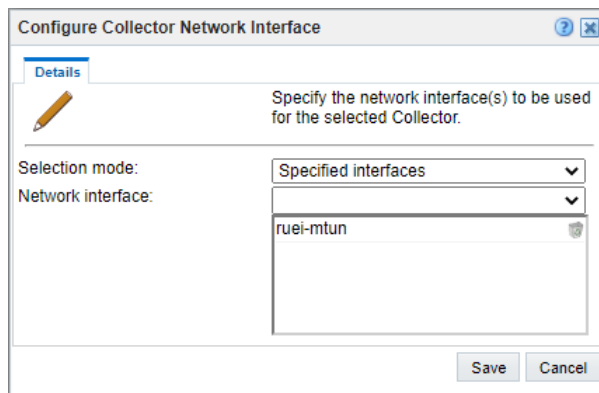 Configure Collector Network Interface
Details
Specify the network interface(s) to be used
for the selected Collector.
Selection mode:
Specified interfaces
Network interface:
ruei-mtun
Save
Cancel